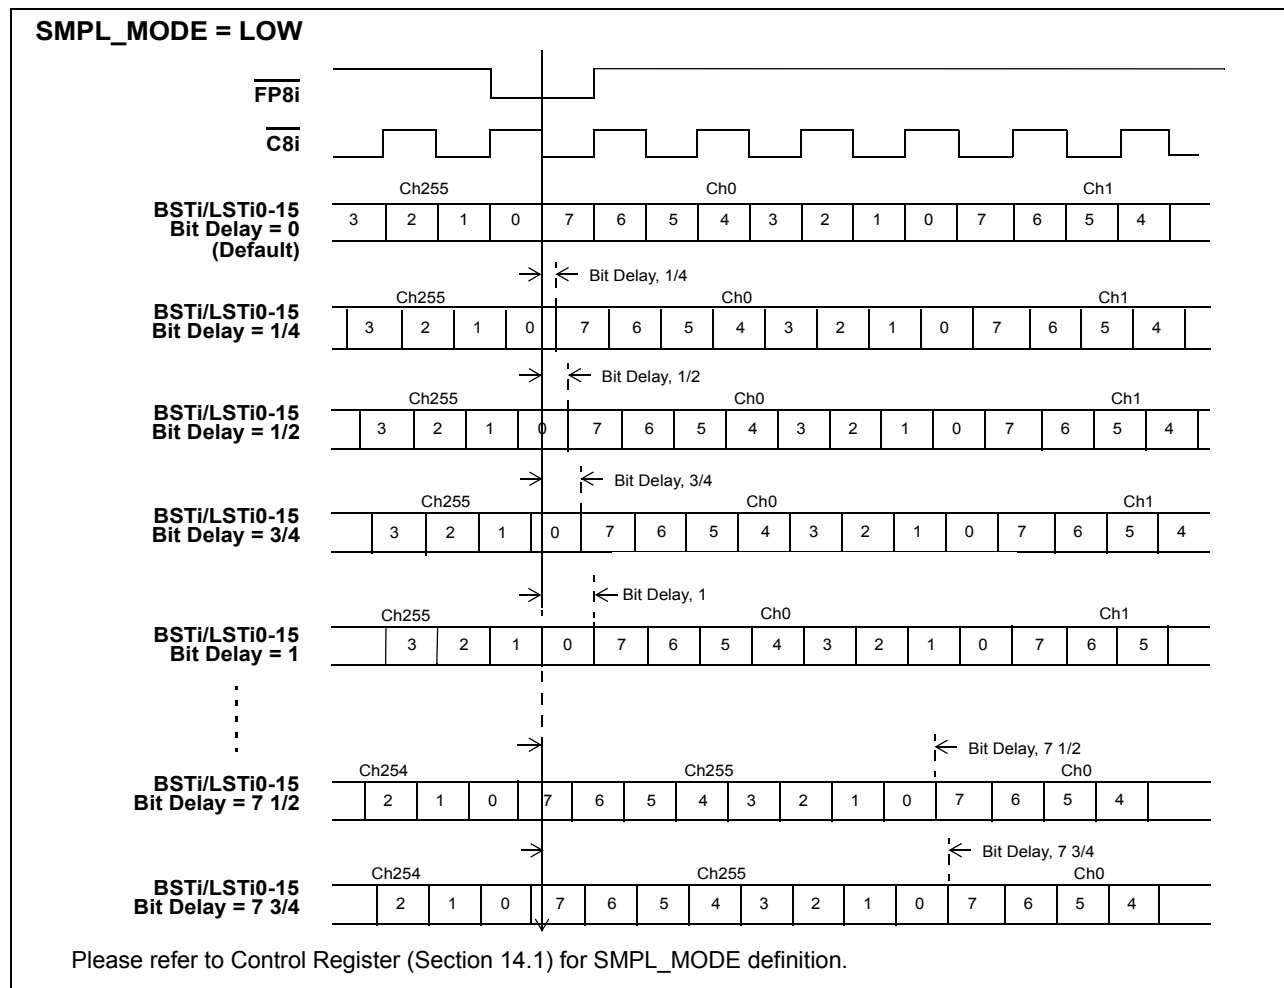 SMPL_MODE = LOW
FP8i
C8i
Ch255 Ch0 Ch1
BSTi/LSTi0-15
Bit Delay = 0
(Default)
3 2 1 0 7 6 5 4 3 2 1 0 7 6 5 4
Bit Delay, 1/4
Ch255 Ch0 Ch1
BSTi/LSTi0-15
Bit Delay = 1/4
3 2 1 0 7 6 5 4 3 2 1 0 7 6 5 4
Bit Delay, 1/2
Ch255 Ch0 Ch1
BSTi/LSTi0-15
Bit Delay = 1/2
3 2 1 0 7 6 5 4 3 2 1 0 7 6 5 4
Bit Delay, 3/4
Ch255 Ch0 Ch1
BSTi/LSTi0-15
Bit Delay = 3/4
3 2 1 0 7 6 5 4 3 2 1 0 7 6 5 4
Bit Delay, 1
Ch255 Ch0 Ch1
BSTi/LSTi0-15
Bit Delay = 1
3 2 1 0 7 6 5 4 3 2 1 0 7 6 5
Bit Delay, 7 1/2
Ch254 Ch255 Ch0
BSTi/LSTi0-15
Bit Delay = 7 1/2
2 1 0 7 6 5 4 3 2 1 0 7 6 5 4
Bit Delay, 7 3/4
Ch254 Ch255 Ch0
BSTi/LSTi0-15
Bit Delay = 7 3/4
2 1 0 7 6 5 4 3 2 1 0 7 6 5 4
Please refer to Control Register (Section 14.1) for SMPL_MODE definition.